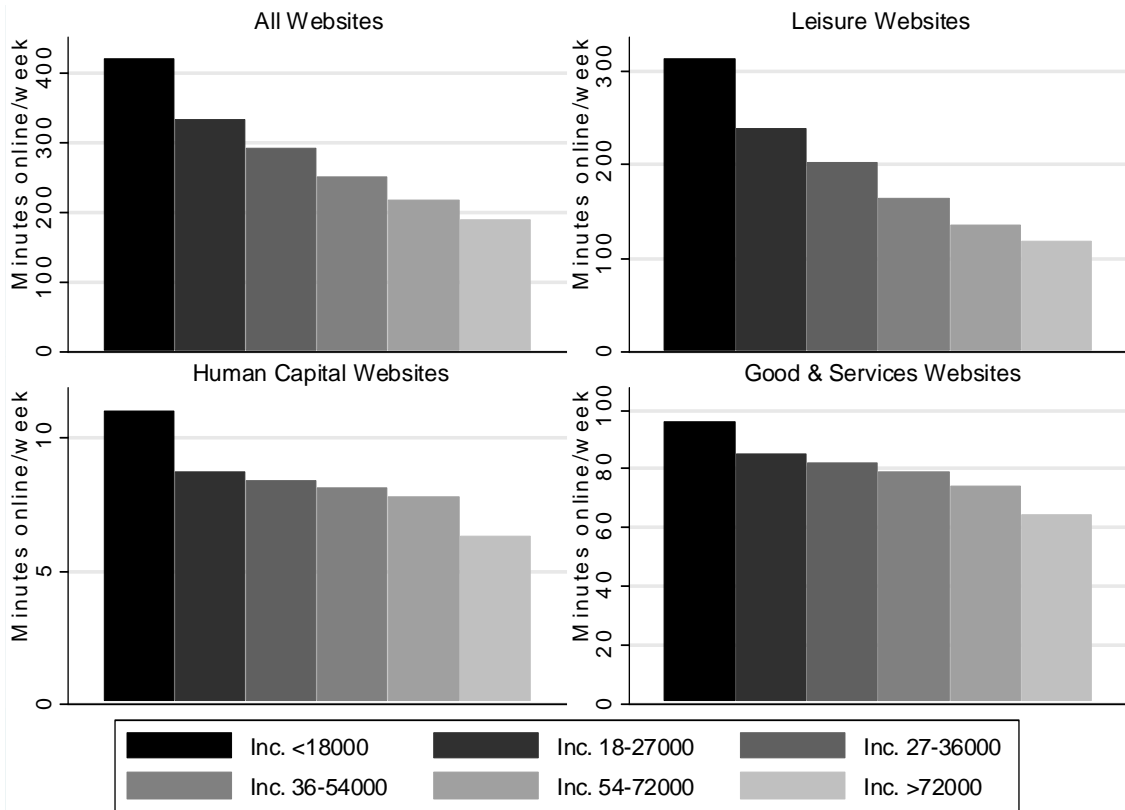 All Websites
Minutes online/week
0 100 200 300 400
Leisure Websites
Minutes online/week
0 100 200 300
Human Capital Websites
Minutes online/week
0 5 10
Good & Services Websites
Minutes online/week
0 20 40 60 80 100
Inc. <18000 Inc. 18-27000 Inc. 27-36000
Inc. 36-54000 Inc. 54-72000 Inc. >72000